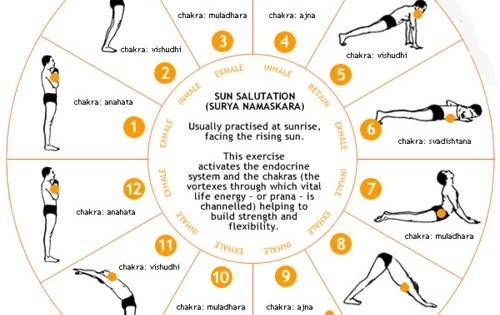 chakra: muladhara
3
EXHALE
chakra: ajna
4
INHALE
chakra: vishudhi
5
RETAIN
chakra: vishudhi
2
INHALE
chakra: anahata
1
EXHALE
SUN SALUTATION
(SURYA NAMASKARA)
Usually practised at sunrise,
facing the rising sun.
This exercise
activates the endocrine
system and the chakras (the
vortexes through which vital
life energy - or prana - is
channelled) helping to
build strength and
flexibility.
6
EXHALE
chakra: svadishtana
7
INHALE
chakra: muladhara
8
EXHALE
12
EXHALE
chakra: anahata
11
INHALE
chakra: vishudhi
10
EXHALE
chakra: muladhara
9
INHALE
chakra: ajna